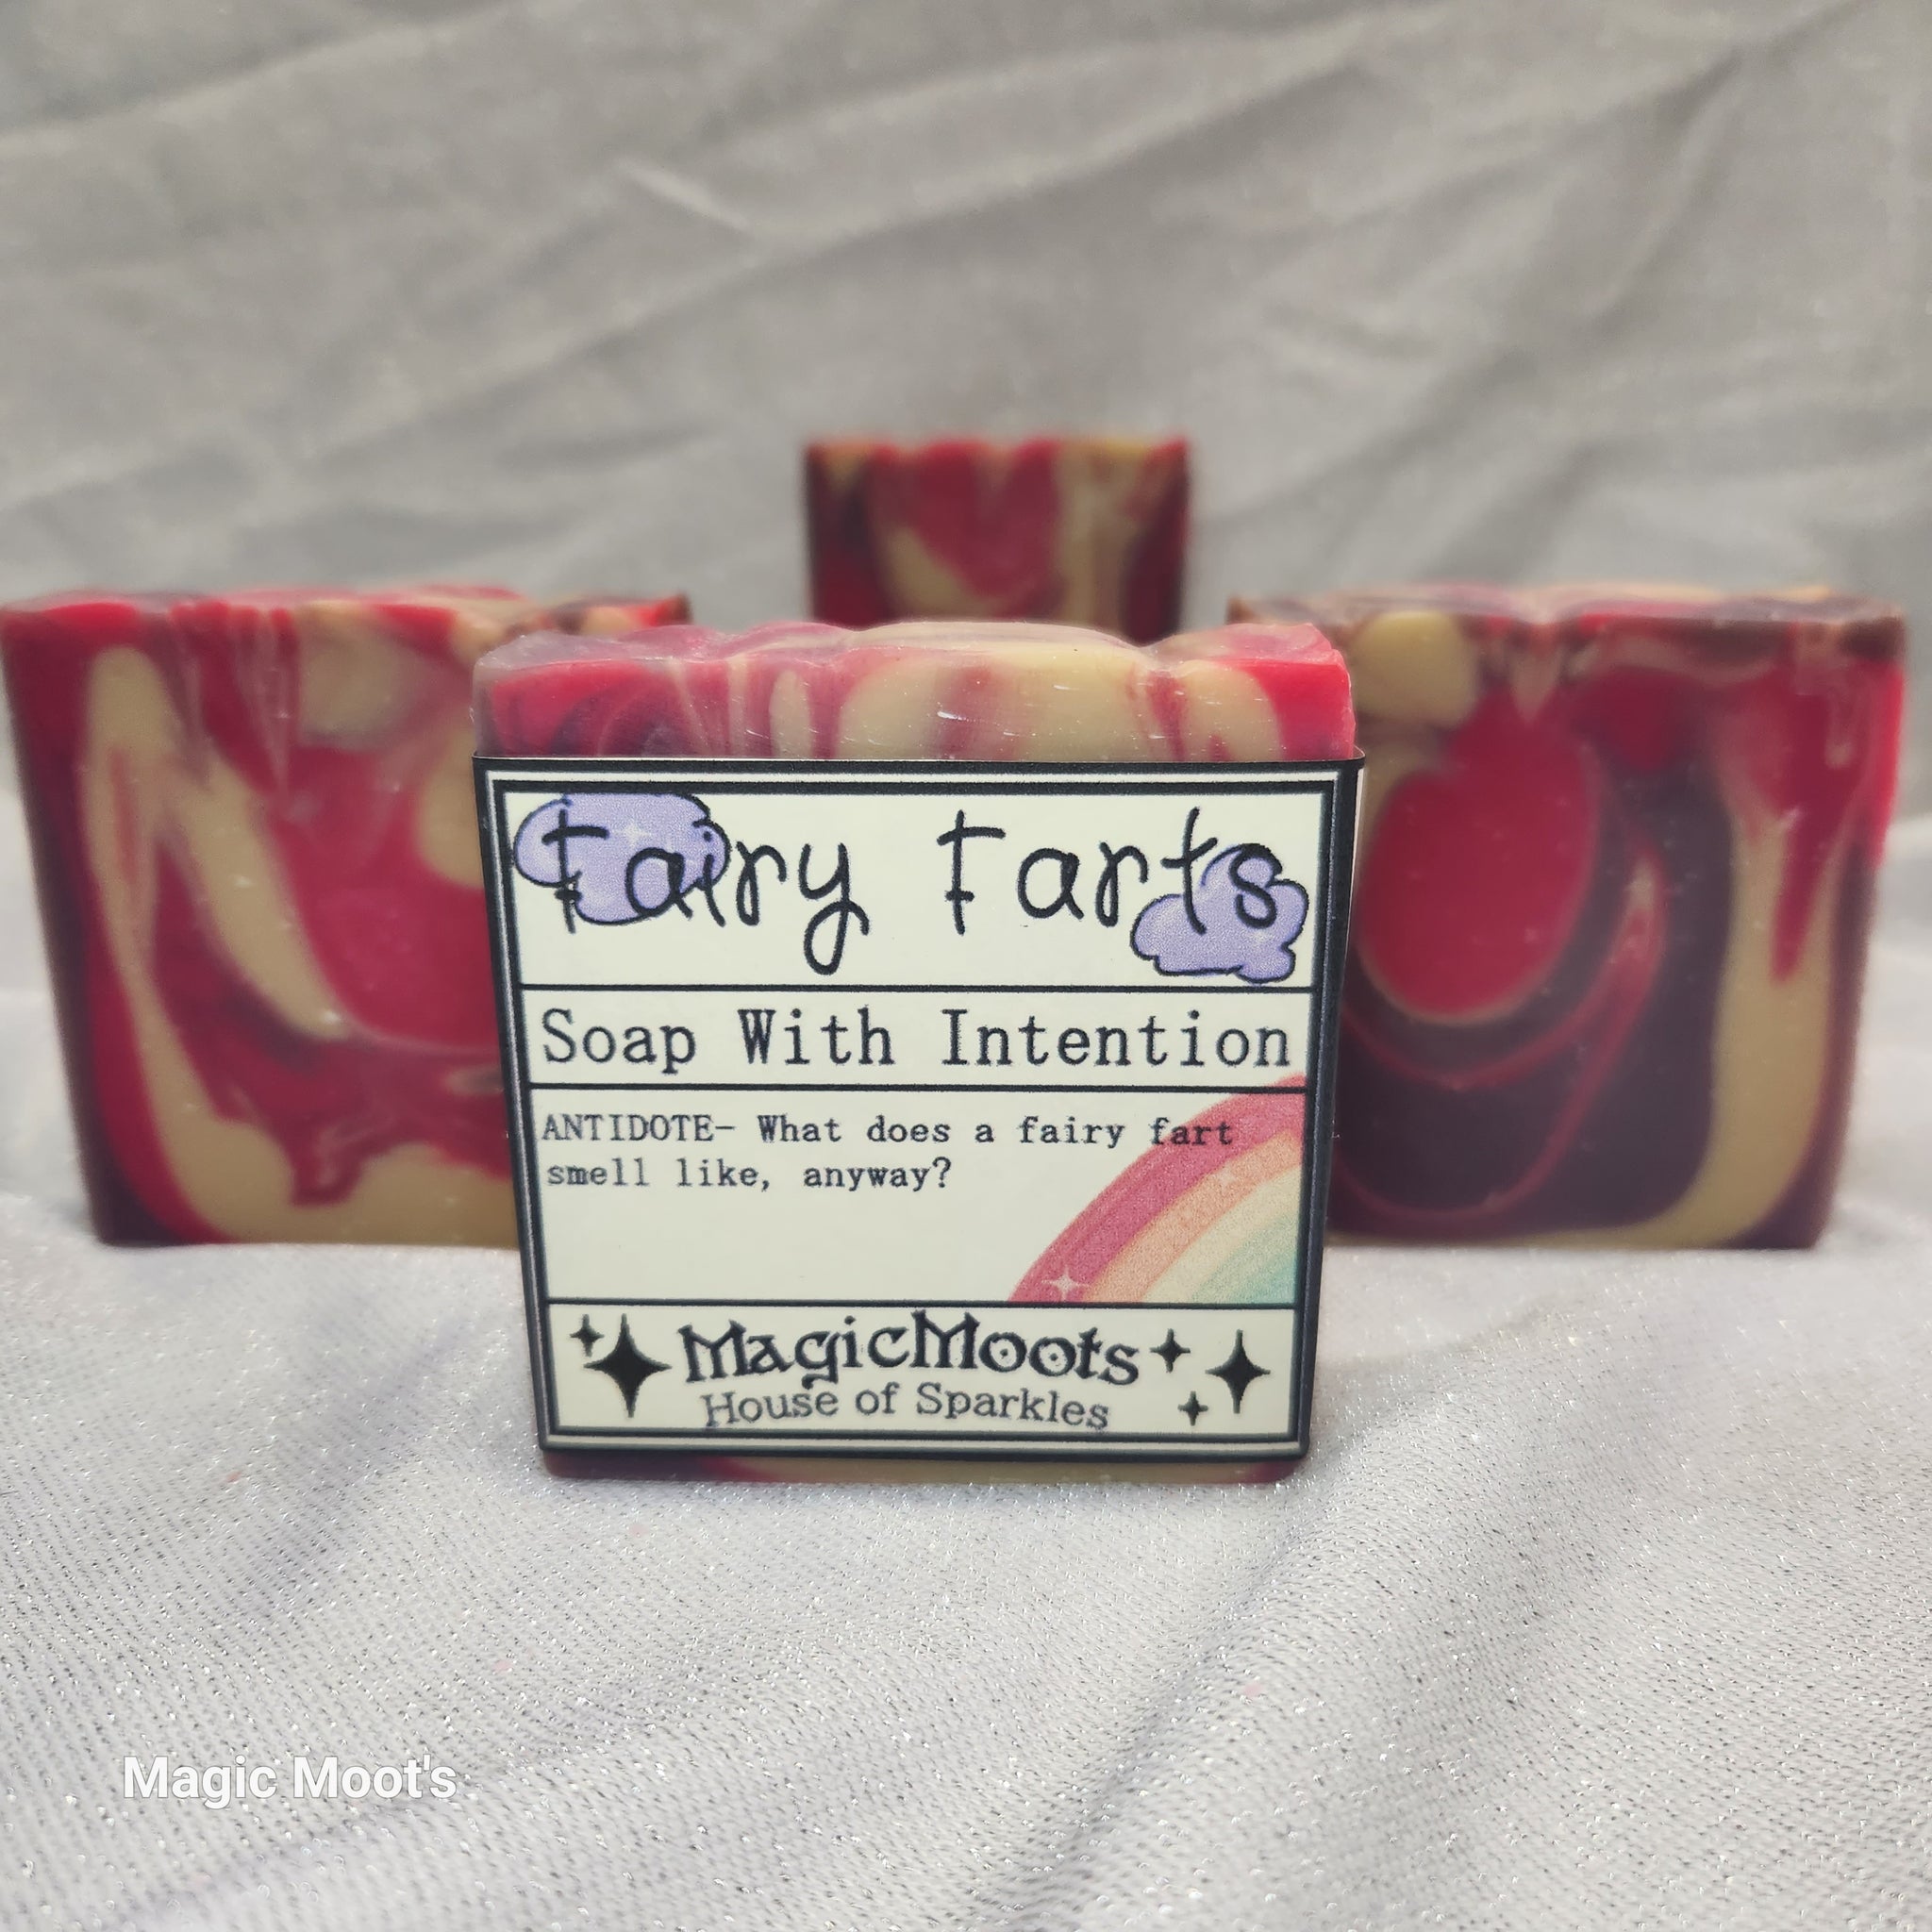 Fairy Farts
Soap With Intention
ANTIDOTE- What does a fairy fart
smell like, anyway?
MagicMoots
House of Sparkles
Magic Moot's